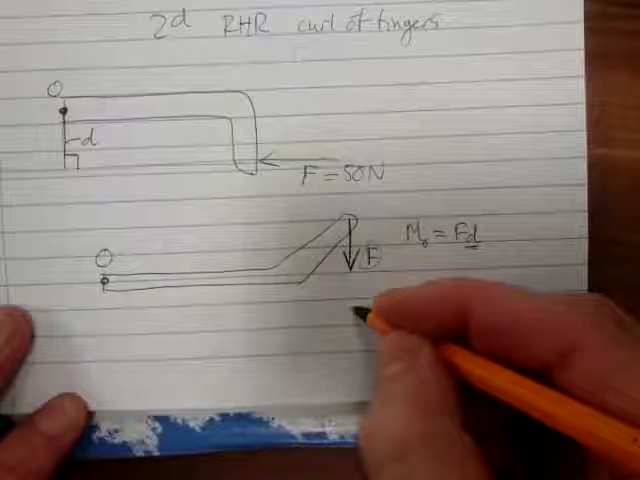 2d RHR curl of fingers
O
d
F = 50N
O
F
Mo = Fd